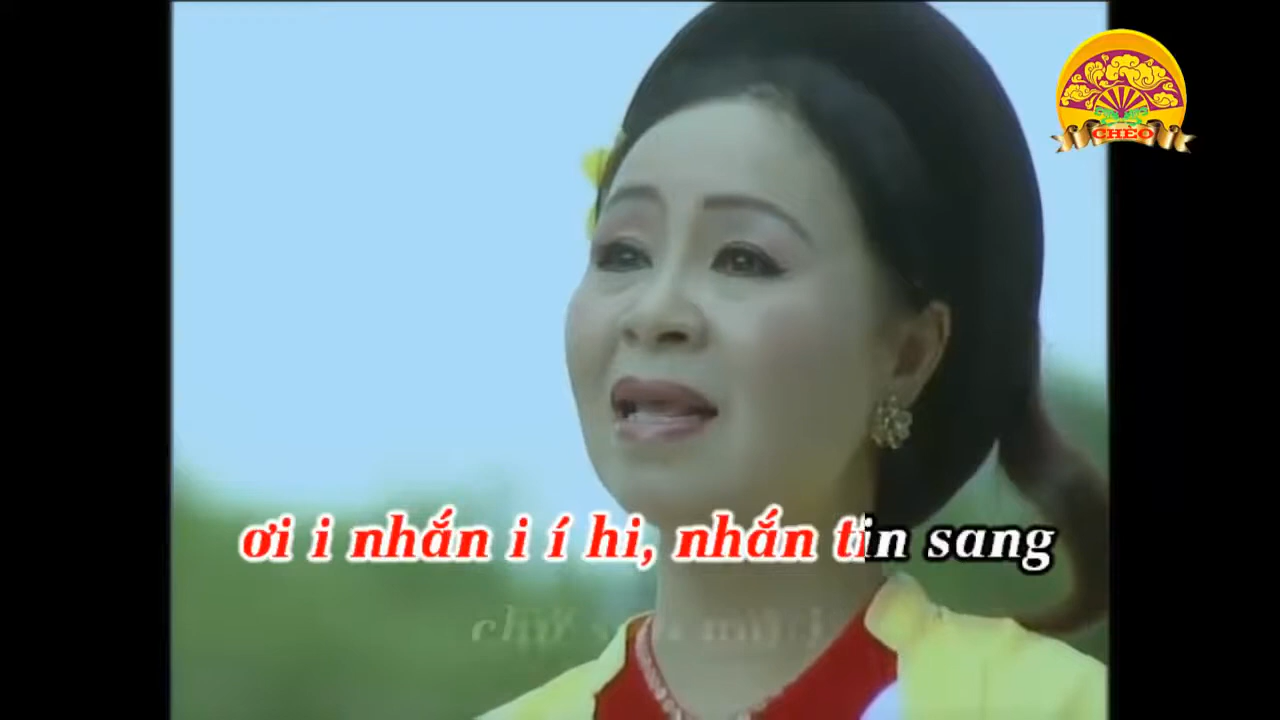 CHÈO
ơi i nhắn i í hi, nhắn tin sang